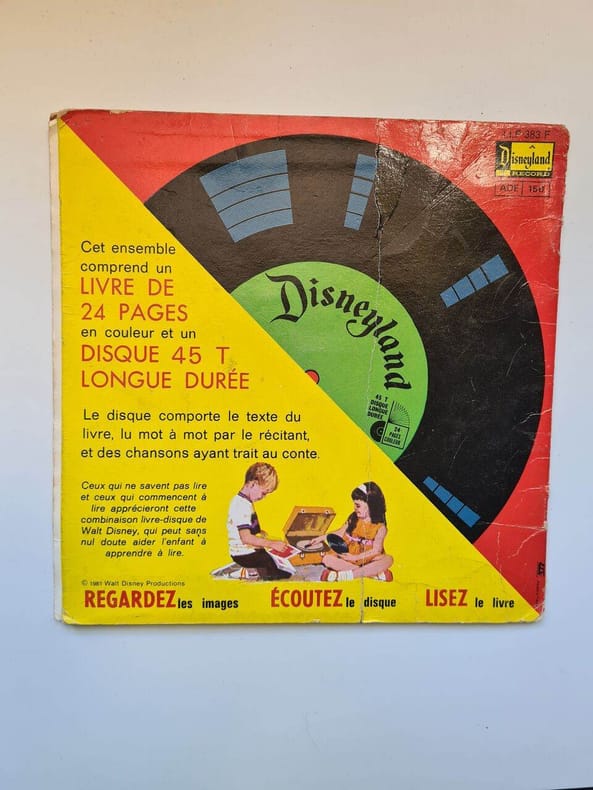 LLP 383 F
Disneyland
RECORD
ADE 150
Cet ensemble
comprend un
LIVRE DE
24 PAGES
en couleur et un
DISQUE 45 T
LONGUE DURÉE
Disneyland
45 T
DISQUE
LONGUE
DURÉE
24
PAGES
COULEUR
Le disque comporte le texte du
livre, lu mot à mot par le récitant,
et des chansons ayant trait au conte.
Ceux qui ne savent pas lire
et ceux qui commencent à
lire apprécieront cette
combinaison livre-disque de
Walt Disney, qui peut sans
nul doute aider l'enfant à
apprendre à lire.
© 1981 Walt Disney Productions
REGARDEZ les images ÉCOUTEZ le disque LISEZ le livre